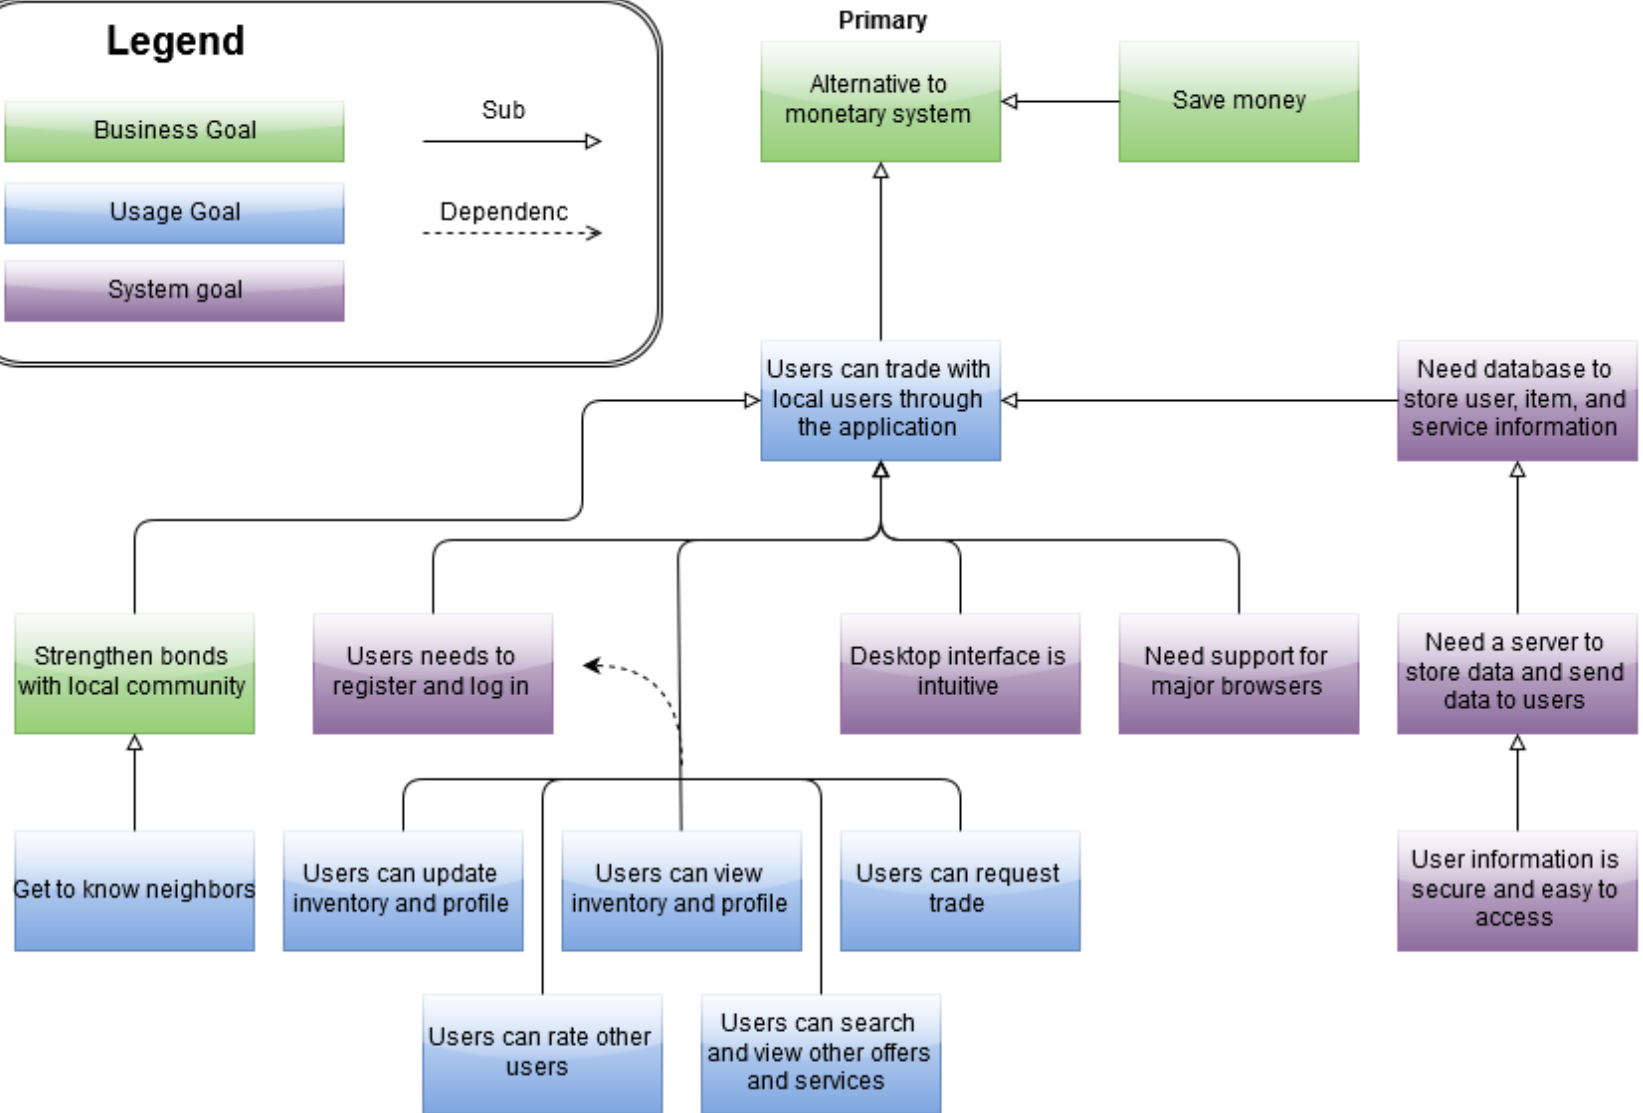 Legend
Business Goal
Sub
Usage Goal
Dependenc
System goal
Primary
Alternative to
monetary system
Save money
Users can trade with
local users through
the application
Need database to
store user, item, and
service information
Strengthen bonds
with local community
Users needs to
register and log in
Desktop interface is
intuitive
Need support for
major browsers
Need a server to
store data and send
data to users
Get to know neighbors
Users can update
inventory and profile
Users can view
inventory and profile
Users can request
trade
User information is
secure and easy to
access
Users can rate other
users
Users can search
and view other offers
and services